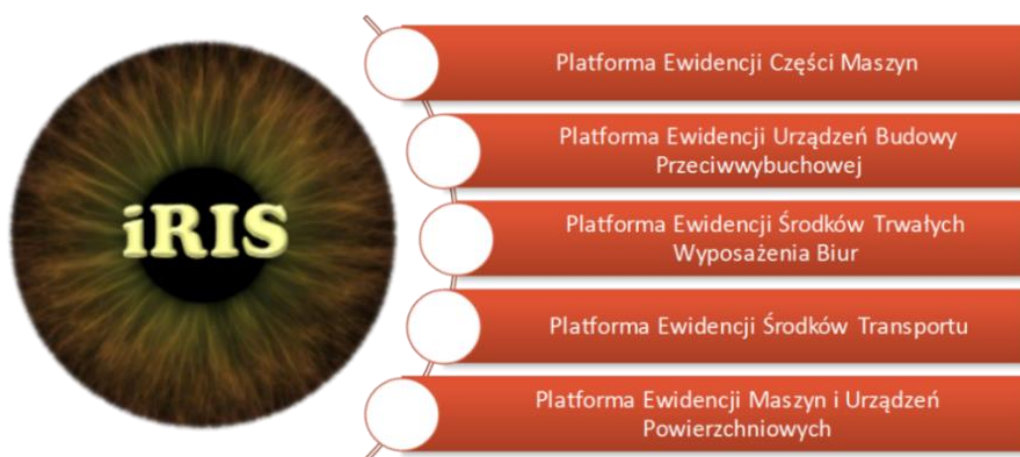 iRIS
Platforma Ewidencji Części Maszyn
Platforma Ewidencji Urządzeń Budowy
Przeciwwybuchowej
Platforma Ewidencji Środków Trwałych
Wyposażenia Biur
Platforma Ewidencji Środków Transportu
Platforma Ewidencji Maszyn i Urządzeń
Powierzchniowych